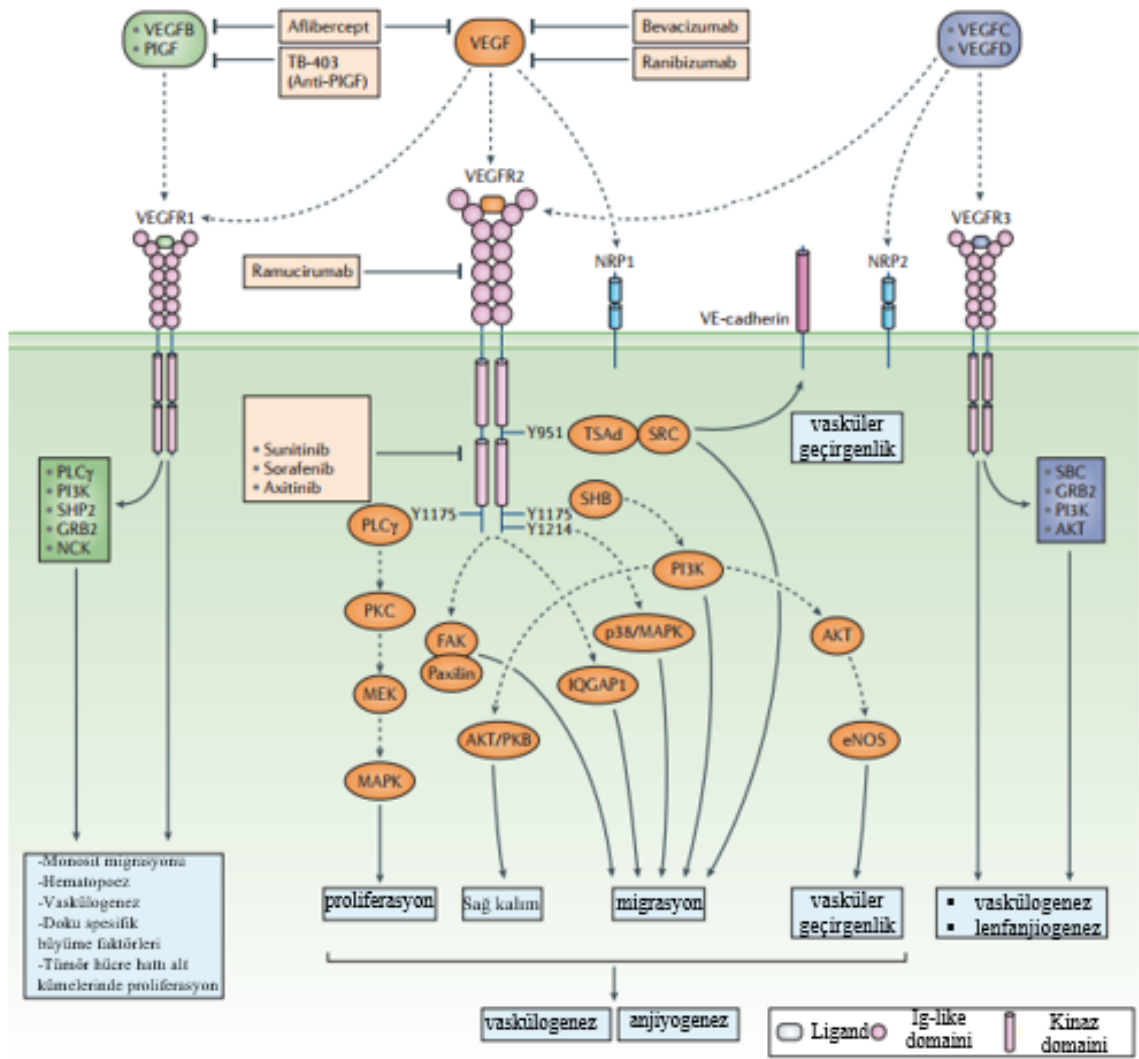 • VEGFB
• PIGF
Aflibercept
TB-403
(Anti-PIGF)
VEGF
Bevacizumab
Ranibizumab
• VEGFC
• VEGFD
VEGFR1
VEGFR2
NRP1
NRP2
VEGFR3
Ramucirumab
VE-cadherin
• Sunitinib
• Sorafenib
• Axitinib
Y951
TSAd
SRC
vasküler
geçirgenlik
• PLCγ
• PI3K
• SHP2
• GRB2
• NCK
• SBC
• GRB2
• PI3K
• AKT
PLCγ
Y1175
Y1175
Y1214
SHB
PI3K
PKC
FAK
Paxilin
p38/MAPK
AKT
MEK
IQGAP1
AKT/PKB
eNOS
MAPK
-Monosit migrasyonu
-Hematopoez
-Vaskülogenez
-Doku spesifik
büyüme faktörleri
-Tümör hücre hattı alt
kümelerinde proliferasyon
proliferasyon
Sağ kalım
migrasyon
vasküler
geçirgenlik
▪ vaskülogenez
▪ lenfanjiogenez
vaskülogenez
anjiyogenez
Ligand
Ig-like
domaini
Kinaz
domaini